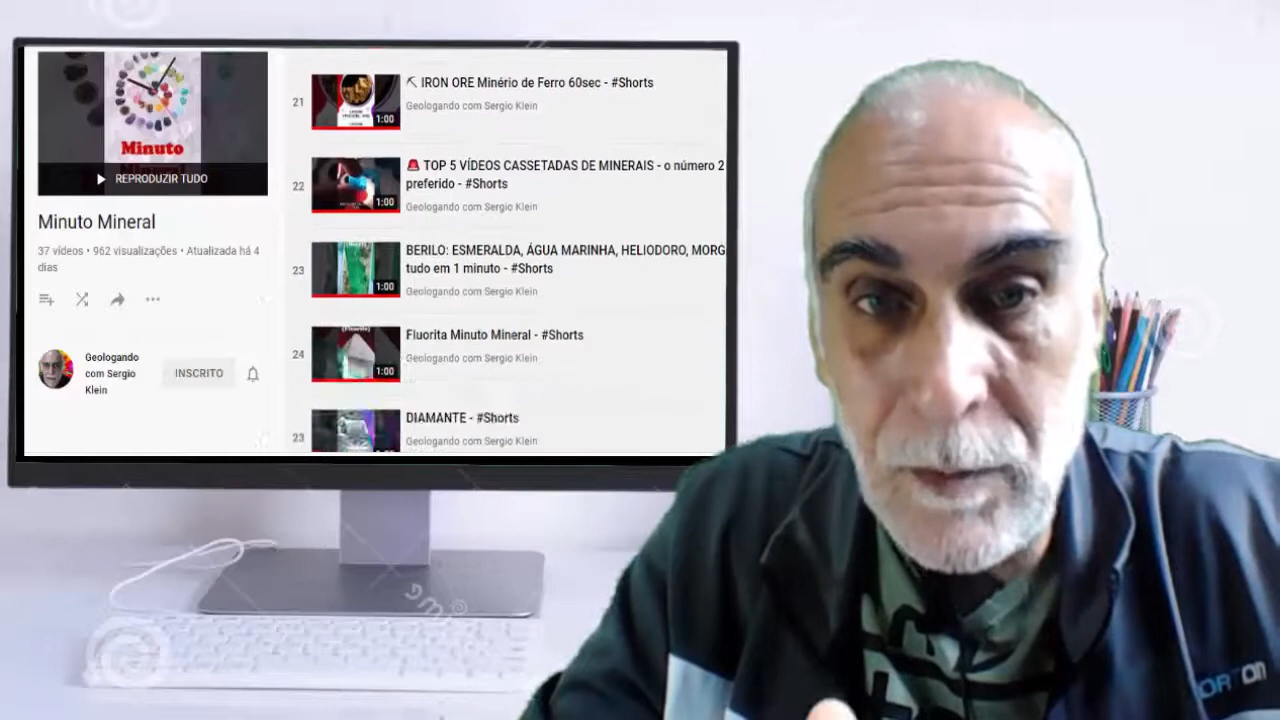 Minuto
REPRODUZIR TUDO
Minuto Mineral
37 vídeos • 962 visualizações • Atualizada há 4
dias
Geologando
com Sergio
Klein
INSCRITO
21
1:00
⛏ IRON ORE Minério de Ferro 60sec - #Shorts
Geologando com Sergio Klein
22
1:00
🚨 TOP 5 VÍDEOS CASSETADAS DE MINERAIS - o número 2
preferido - #Shorts
Geologando com Sergio Klein
23
1:00
BERILO: ESMERALDA, ÁGUA MARINHA, HELIODORO, MORG
tudo em 1 minuto - #Shorts
Geologando com Sergio Klein
24
1:00
Fluorita Minuto Mineral - #Shorts
Geologando com Sergio Klein
23
DIAMANTE - #Shorts
Geologando com Sergio Klein
ORTON